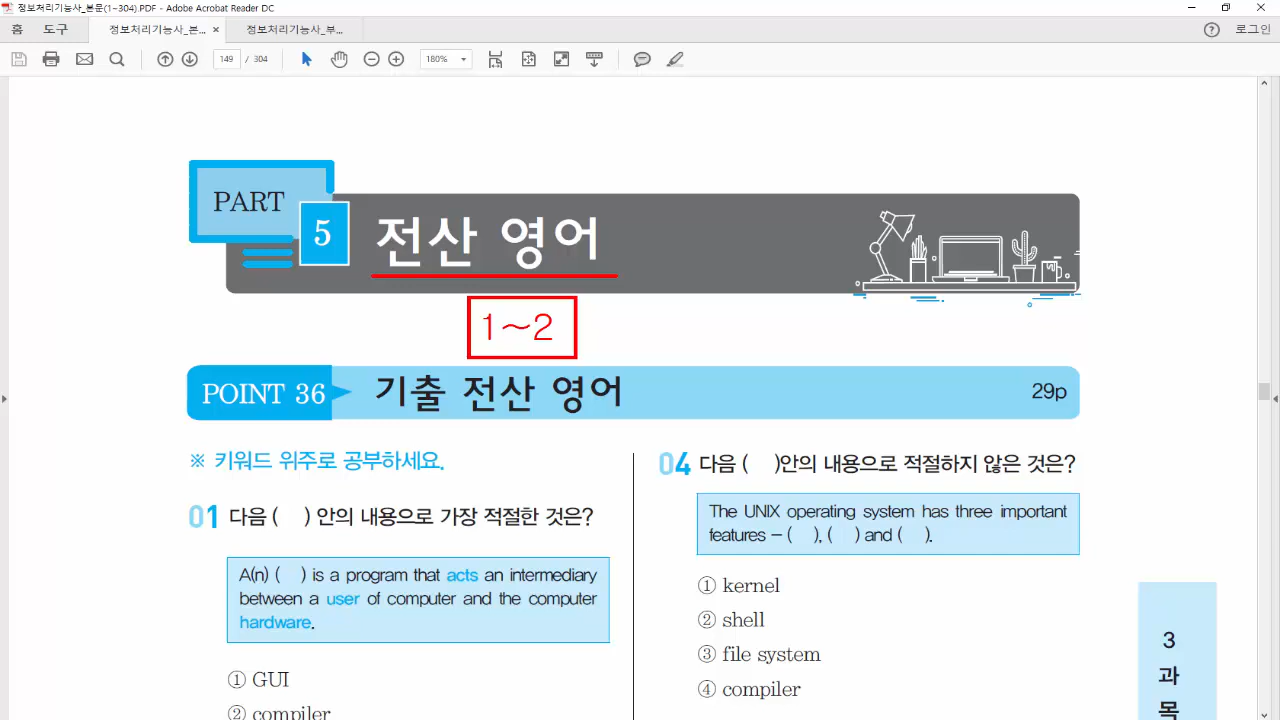 정보처리기능사_본문(1~304).PDF - Adobe Acrobat Reader DC
홈 도구 정보처리기능사_본... × 정보처리기능사_부... 로그인
149 / 304 180%
PART
5
전산 영어
1~2
POINT 36 기출 전산 영어 29p
※ 키워드 위주로 공부하세요.
01 다음 ( ) 안의 내용으로 가장 적절한 것은?
A(n) ( ) is a program that acts an intermediary
between a user of computer and the computer
hardware.
① GUI
② compiler
04 다음 ( )안의 내용으로 적절하지 않은 것은?
The UNIX operating system has three important
features – ( ), ( ) and ( ).
① kernel
② shell
③ file system
④ compiler
3
과
목